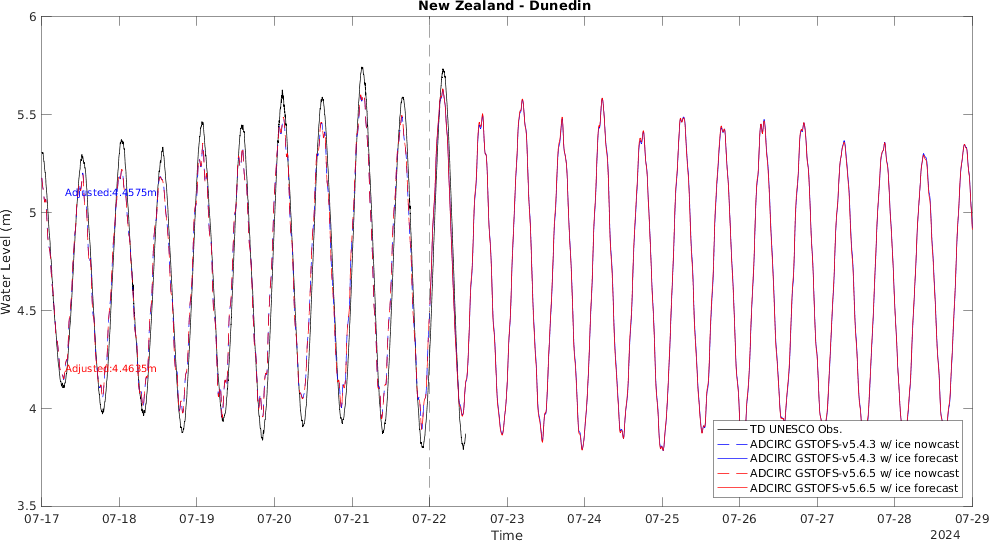 New Zealand - Dunedin
6
5.5
5
4.5
4
3.5
Water Level (m)
Adjusted:4.4575m
Adjusted:4.4635m
TD UNESCO Obs.
ADCIRC GSTOFS-v5.4.3 w/ ice nowcast
ADCIRC GSTOFS-v5.4.3 w/ ice forecast
ADCIRC GSTOFS-v5.6.5 w/ ice nowcast
ADCIRC GSTOFS-v5.6.5 w/ ice forecast
07-17 07-18 07-19 07-20 07-21 07-22 07-23 07-24 07-25 07-26 07-27 07-28 07-29
Time
2024